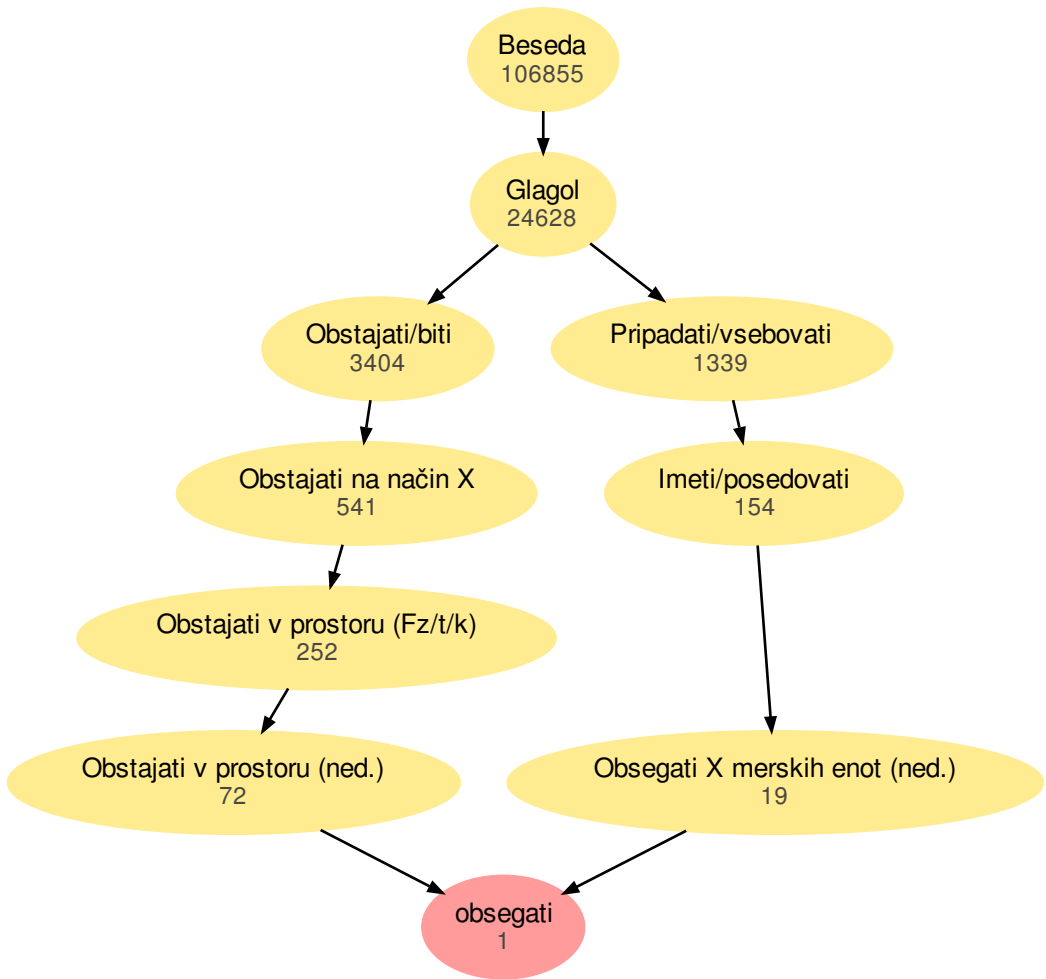 Beseda
106855
Glagol
24628
Obstajati/biti
3404
Pripadati/vsebovati
1339
Obstajati na način X
541
Imeti/posedovati
154
Obstajati v prostoru (Fz/t/k)
252
Obstajati v prostoru (ned.)
72
Obsegati X merskih enot (ned.)
19
obsegati
1